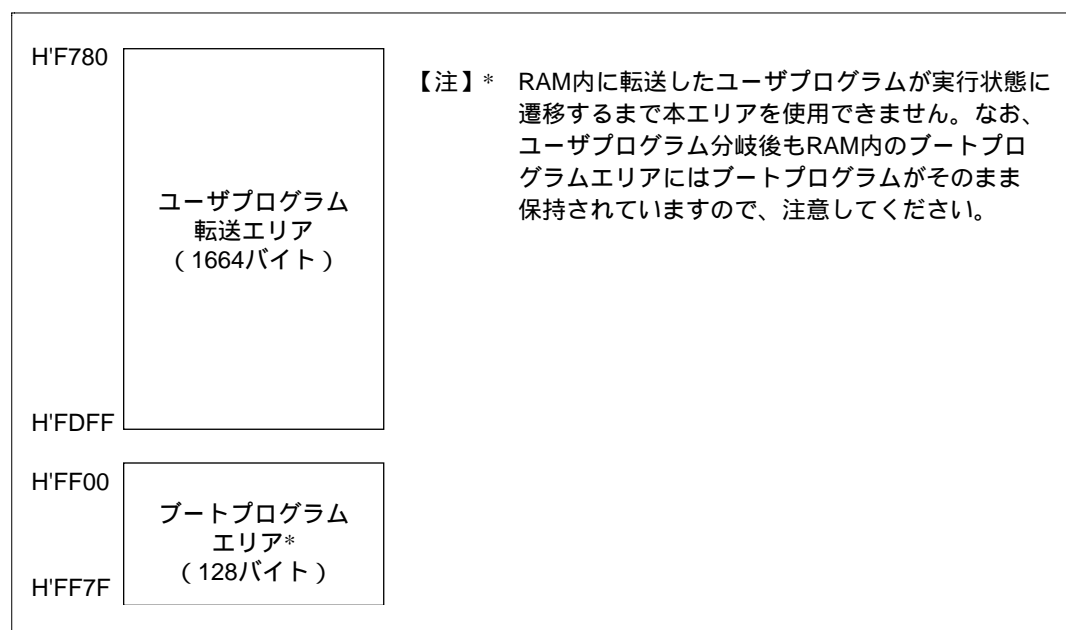 H'F780
ユーザプログラム
転送エリア
(1664バイト)
H'FDFF
H'FF00
ブートプログラム
エリア*
(128バイト)
H'FF7F
【注】* RAM内に転送したユーザプログラムが実行状態に
遷移するまで本エリアを使用できません。なお、
ユーザプログラム分岐後もRAM内のブートプロ
グラムエリアにはブートプログラムがそのまま
保持されていますので、注意してください。